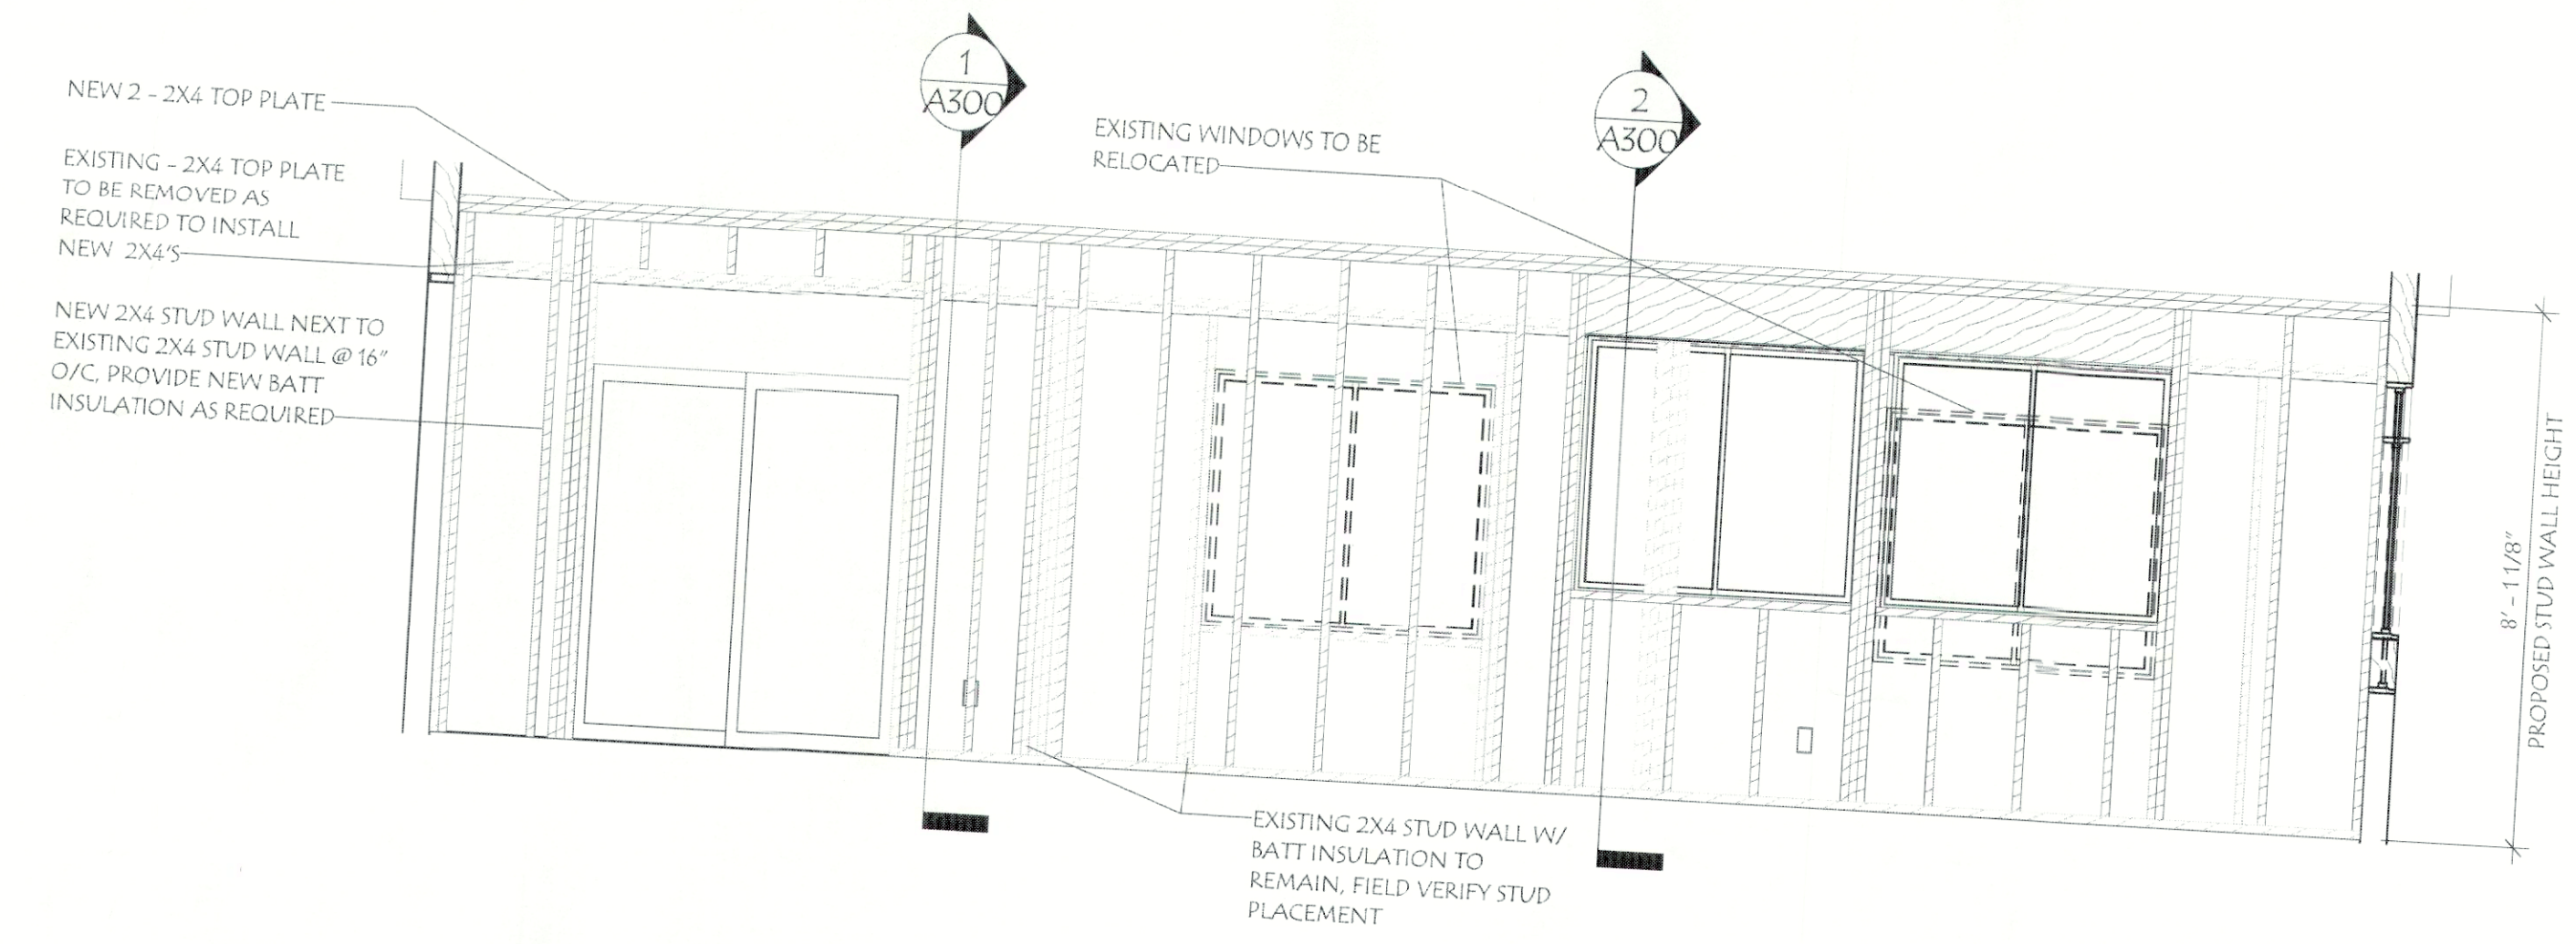 NEW 2 - 2X4 TOP PLATE
EXISTING - 2X4 TOP PLATE
TO BE REMOVED AS
REQUIRED TO INSTALL
NEW 2X4'S
NEW 2X4 STUD WALL NEXT TO
EXISTING 2X4 STUD WALL @ 16"
O/C, PROVIDE NEW BATT
INSULATION AS REQUIRED
1
A300
EXISTING WINDOWS TO BE
RELOCATED
2
A300
EXISTING 2X4 STUD WALL W/
BATT INSULATION TO
REMAIN, FIELD VERIFY STUD
PLACEMENT
8' - 1 1/8"
PROPOSED STUD WALL HEIGHT